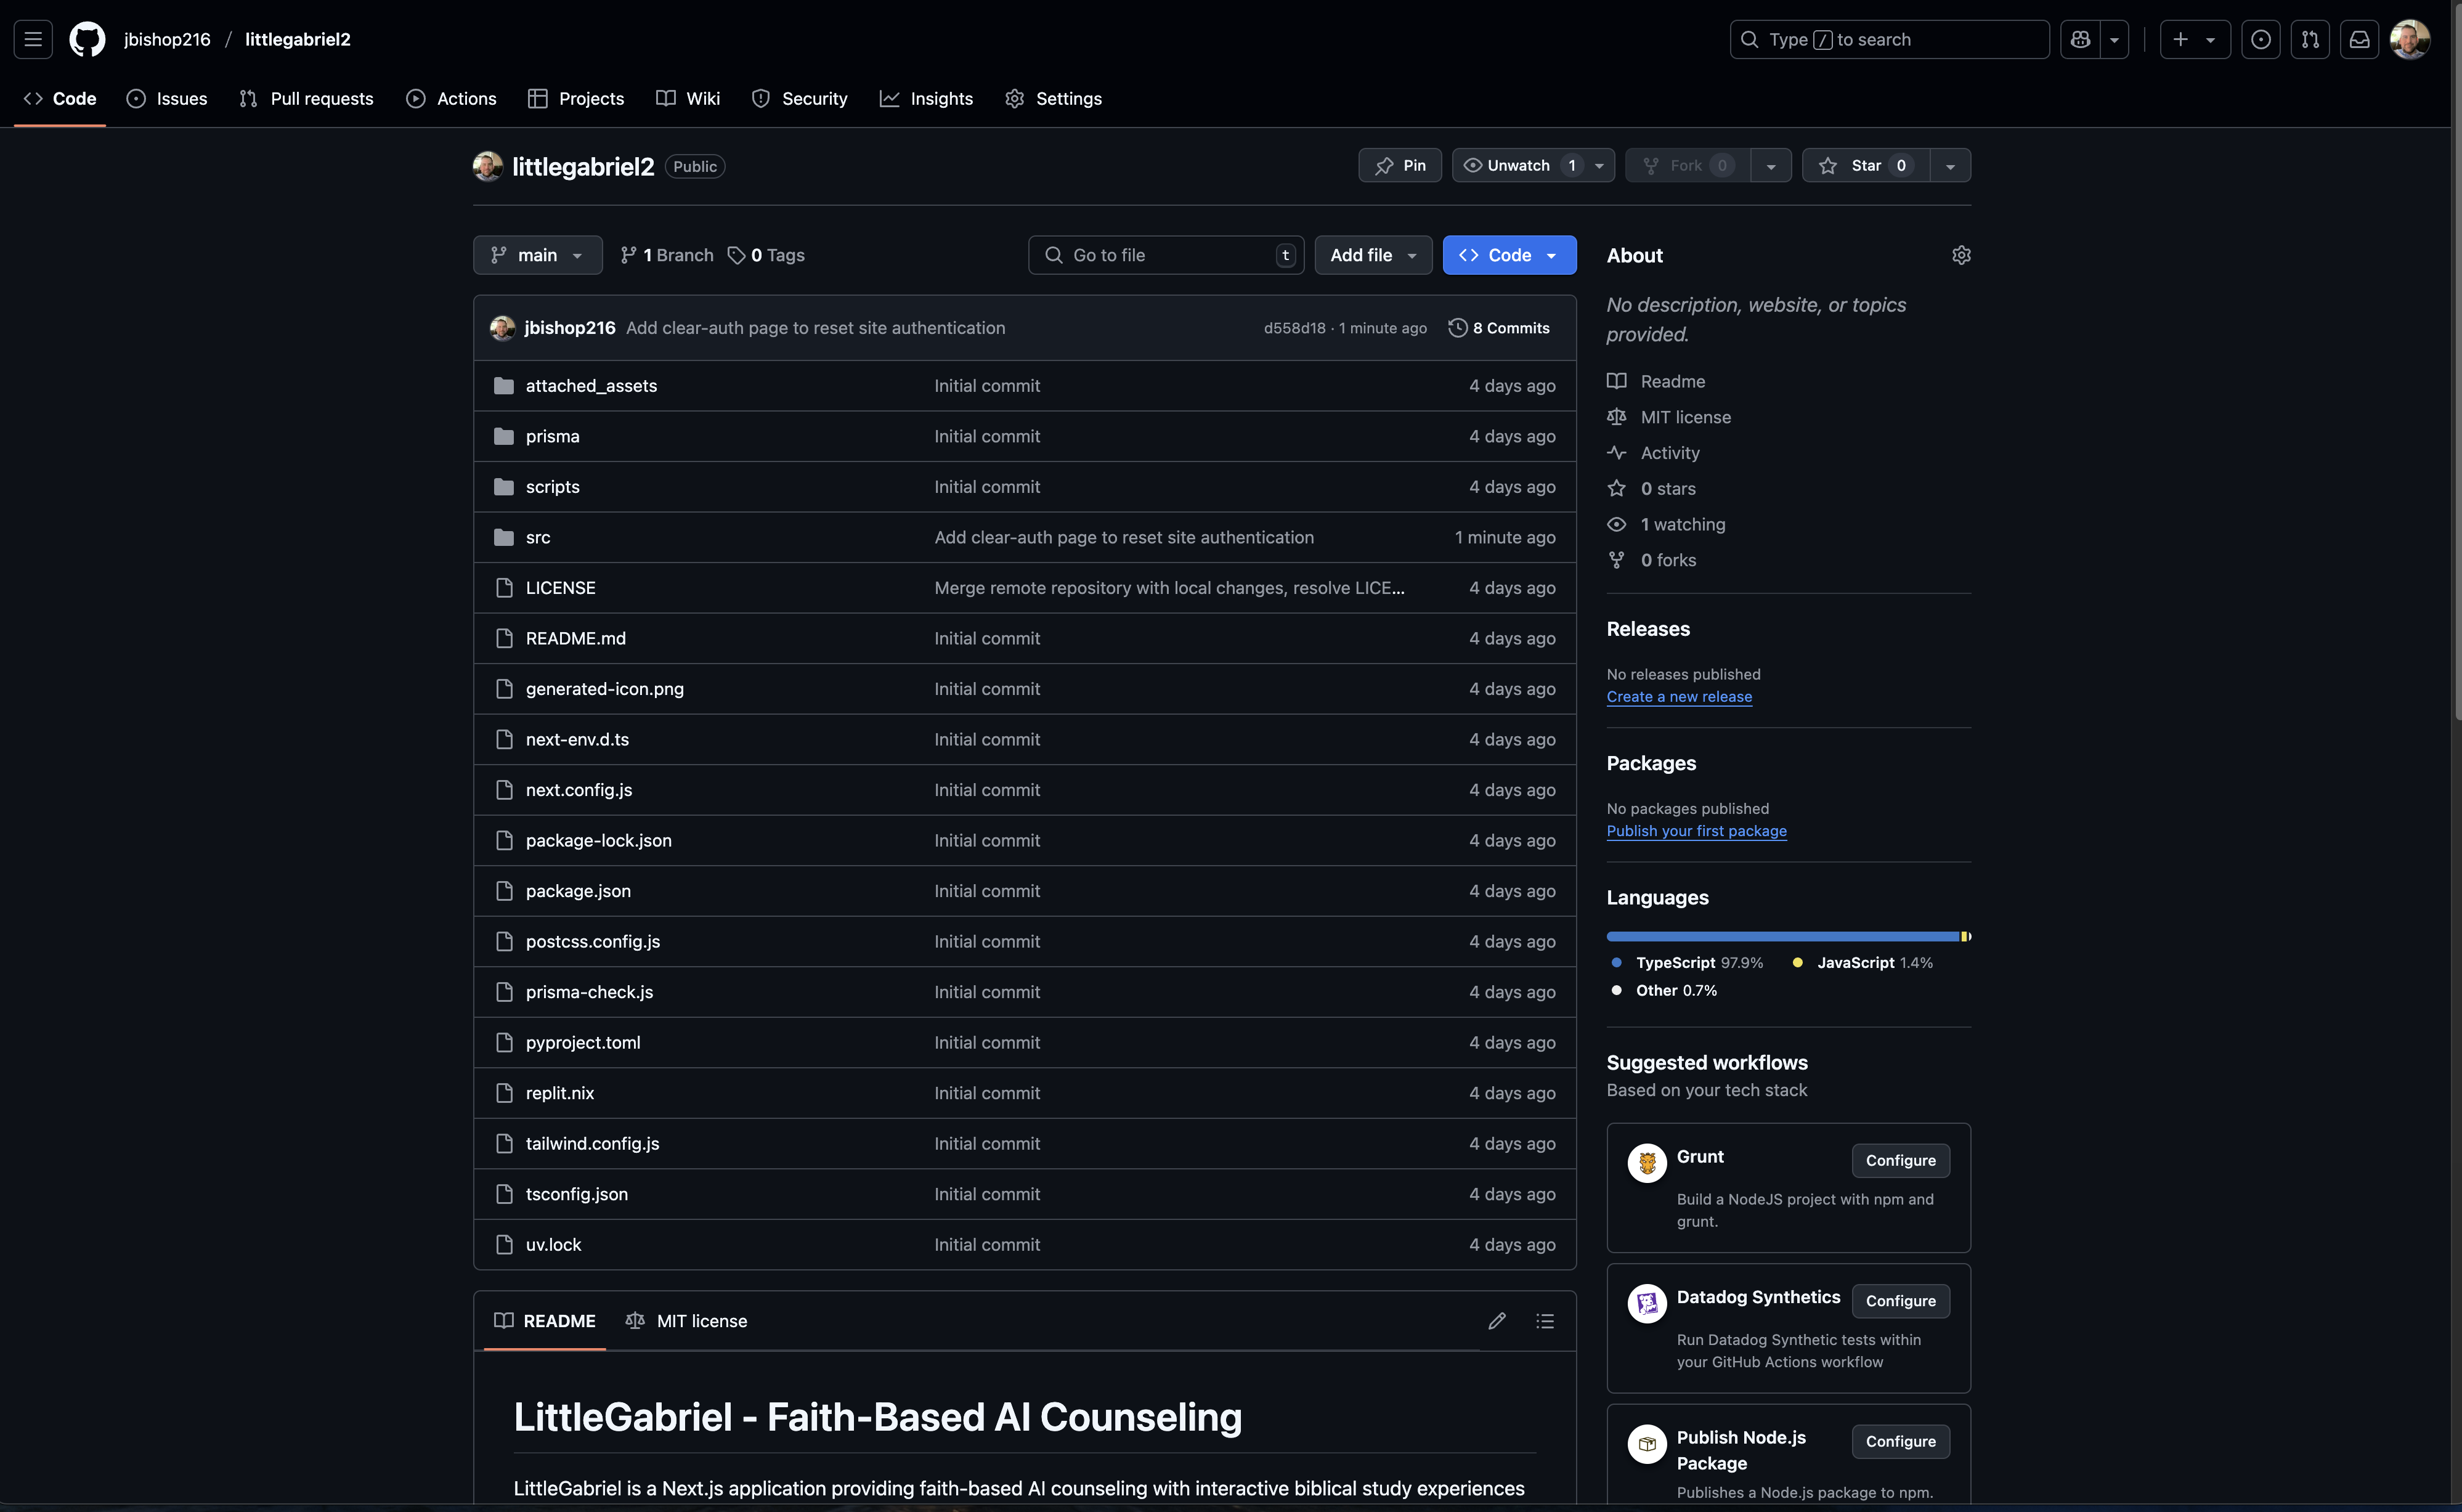 jbishop216 / littlegabriel2
Type / to search
Code Issues Pull requests Actions Projects Wiki Security Insights Settings
littlegabriel2 Public
Pin Unwatch 1 Fork 0 Star 0
main 1 Branch 0 Tags
Go to file t Add file Code
jbishop216 Add clear-auth page to reset site authentication d558d18 · 1 minute ago 8 Commits
attached_assets Initial commit 4 days ago
prisma Initial commit 4 days ago
scripts Initial commit 4 days ago
src Add clear-auth page to reset site authentication 1 minute ago
LICENSE Merge remote repository with local changes, resolve LICE... 4 days ago
README.md Initial commit 4 days ago
generated-icon.png Initial commit 4 days ago
next-env.d.ts Initial commit 4 days ago
next.config.js Initial commit 4 days ago
package-lock.json Initial commit 4 days ago
package.json Initial commit 4 days ago
postcss.config.js Initial commit 4 days ago
prisma-check.js Initial commit 4 days ago
pyproject.toml Initial commit 4 days ago
replit.nix Initial commit 4 days ago
tailwind.config.js Initial commit 4 days ago
tsconfig.json Initial commit 4 days ago
uv.lock Initial commit 4 days ago
README MIT license
LittleGabriel - Faith-Based AI Counseling
LittleGabriel is a Next.js application providing faith-based AI counseling with interactive biblical study experiences
About
No description, website, or topics
provided.
Readme
MIT license
Activity
0 stars
1 watching
0 forks
Releases
No releases published
Create a new release
Packages
No packages published
Publish your first package
Languages
TypeScript 97.9% JavaScript 1.4%
Other 0.7%
Suggested workflows
Based on your tech stack
Grunt Configure
Build a NodeJS project with npm and
grunt.
Datadog Synthetics Configure
Run Datadog Synthetic tests within
your GitHub Actions workflow
Publish Node.js
Package Configure
Publishes a Node.js package to npm.